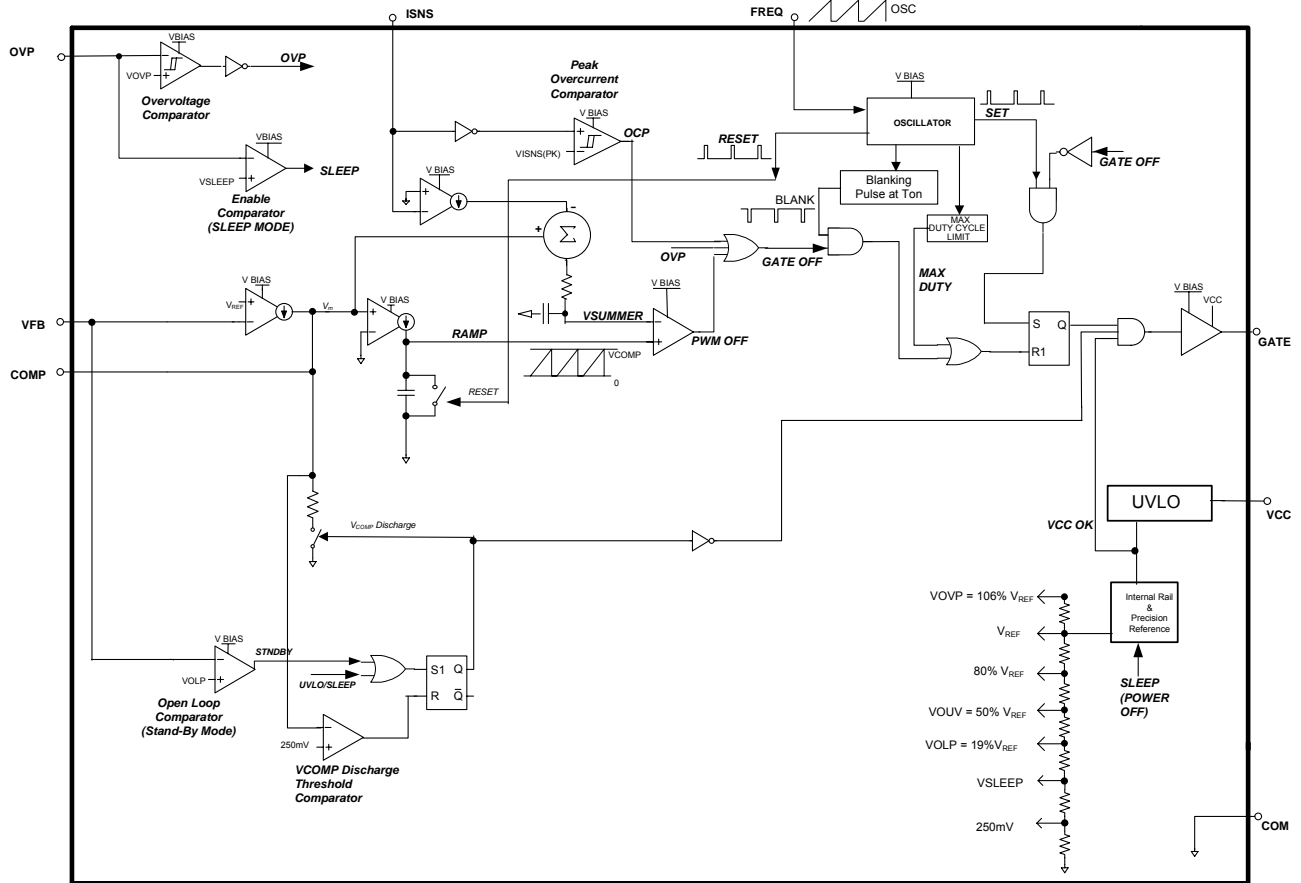 ISNS
FREQ
OSC
OVP
VBIAS
VOVP
OVP
Overvoltage
Comparator
VBIAS
VSLEEP
SLEEP
Enable
Comparator
(SLEEP MODE)
Peak
Overcurrent
Comparator
V BIAS
VISNS(PK)
OCP
V BIAS
V BIAS
OSCILLATOR
SET
RESET
GATE OFF
Blanking
Pulse at Ton
BLANK
MAX
DUTY CYCLE
LIMIT
Σ
OVP
GATE OFF
MAX
DUTY
V BIAS
VREF
Vm
V BIAS
VFB
COMP
RAMP
VSUMMER
V BIAS
PWM OFF
VCOMP
0
RESET
S
Q
R1
V BIAS
VCC
GATE
UVLO
VCC
VCC OK
VCOMP Discharge
Internal Rail
&
Precision
Reference
SLEEP
(POWER
OFF)
VOVP = 106% VREF
VREF
80% VREF
VOUV = 50% VREF
VOLP = 19%VREF
VSLEEP
250mV
COM
V BIAS
STNDBY
VOLP
UVLO/SLEEP
Open Loop
Comparator
(Stand-By Mode)
S1 Q
R Q̅
250mV
VCOMP Discharge
Threshold
Comparator